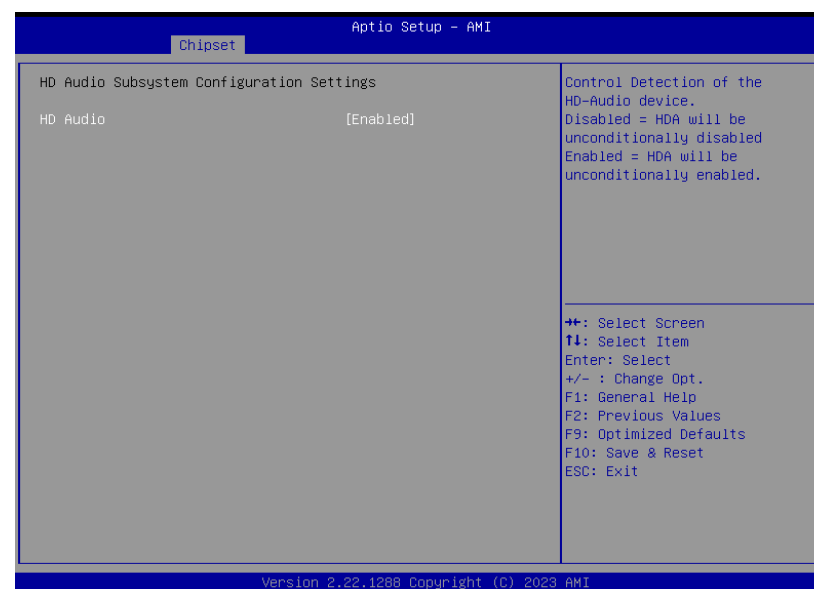 Aptio Setup – AMI
Chipset
HD Audio Subsystem Configuration Settings
HD Audio [Enabled]
Control Detection of the
HD-Audio device.
Disabled = HDA will be
unconditionally disabled
Enabled = HDA will be
unconditionally enabled.
→←: Select Screen
↑↓: Select Item
Enter: Select
+/- : Change Opt.
F1: General Help
F2: Previous Values
F9: Optimized Defaults
F10: Save & Reset
ESC: Exit
Version 2.22.1288 Copyright (C) 2023 AMI